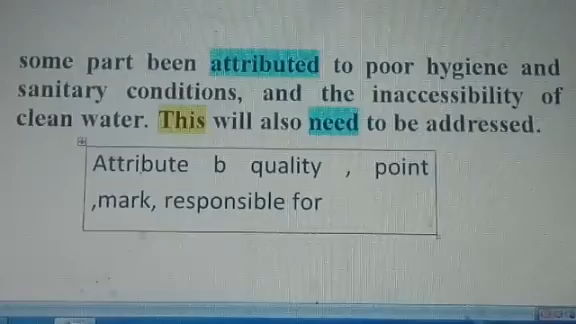 some part been attributed to poor hygiene and
sanitary conditions, and the inaccessibility of
clean water. This will also need to be addressed.
Attribute b quality , point
,mark, responsible for